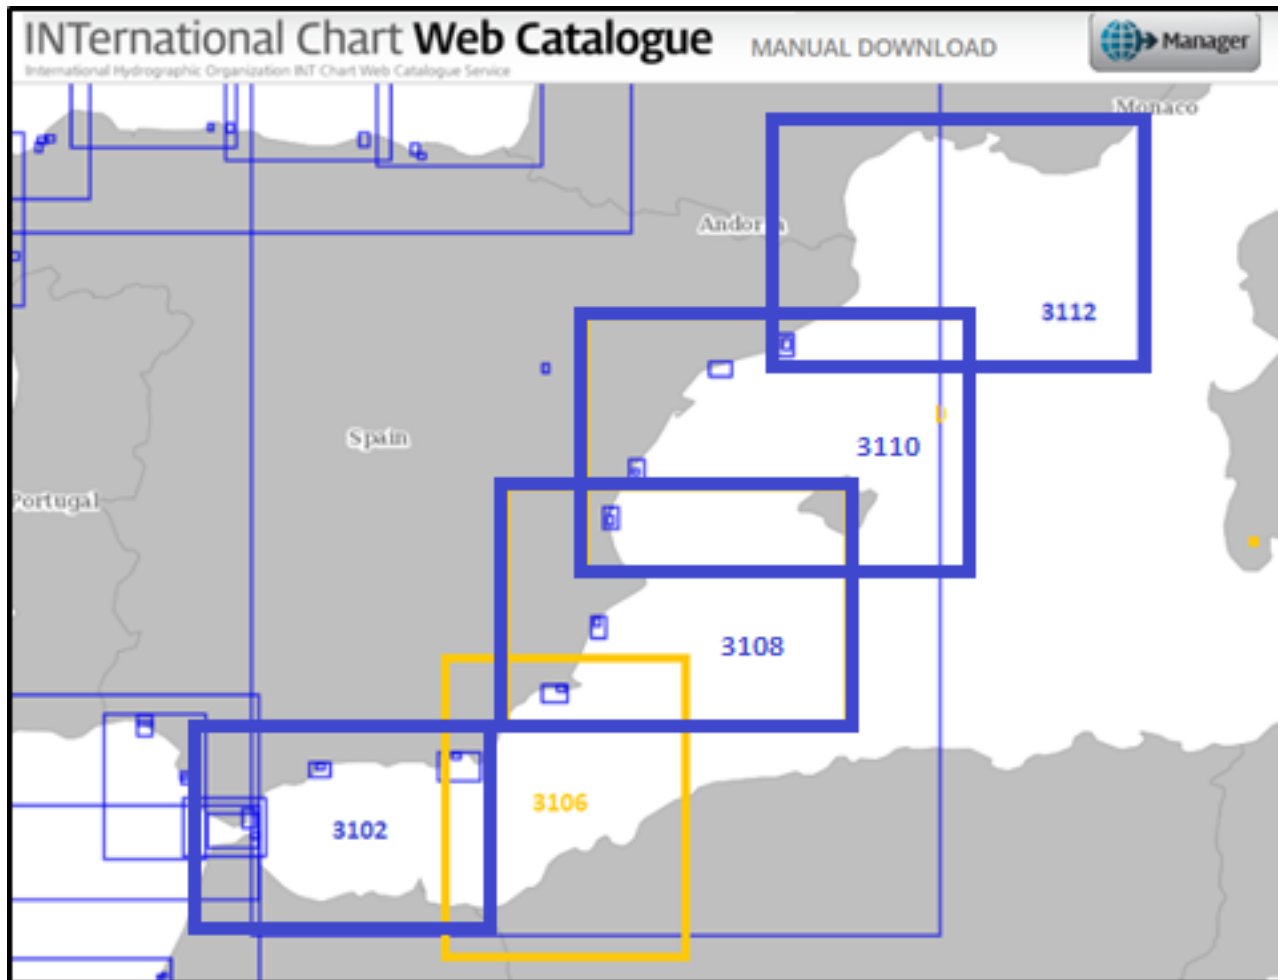 INTernational Chart Web Catalogue MANUAL DOWNLOAD Manager
International Hydrographic Organization INT Chart Web Catalogue Service
Monaco
Andorra
3112
Spain
3110
Portugal
3108
3106
3102